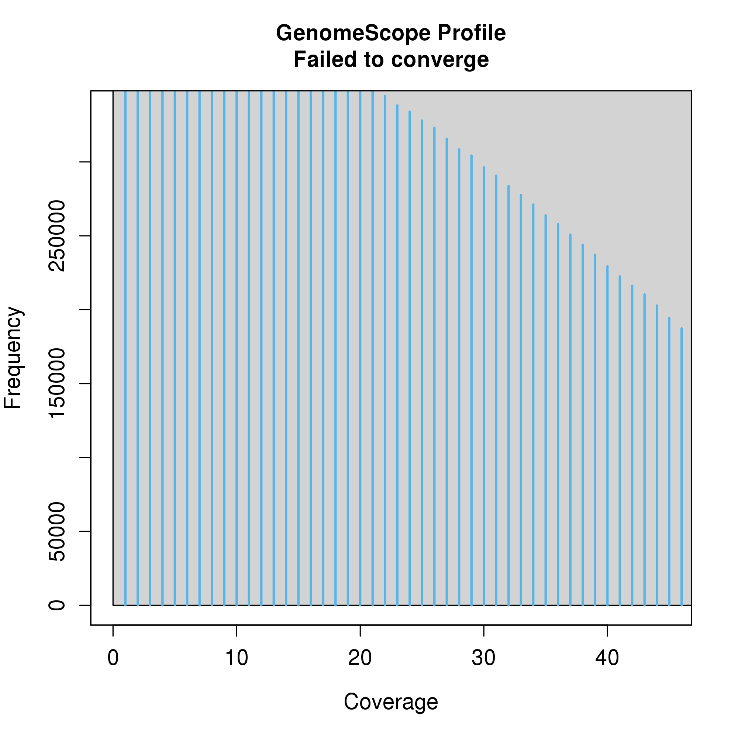 GenomeScope Profile
Failed to converge
Frequency
250000
150000
50000
0
0 10 20 30 40
Coverage